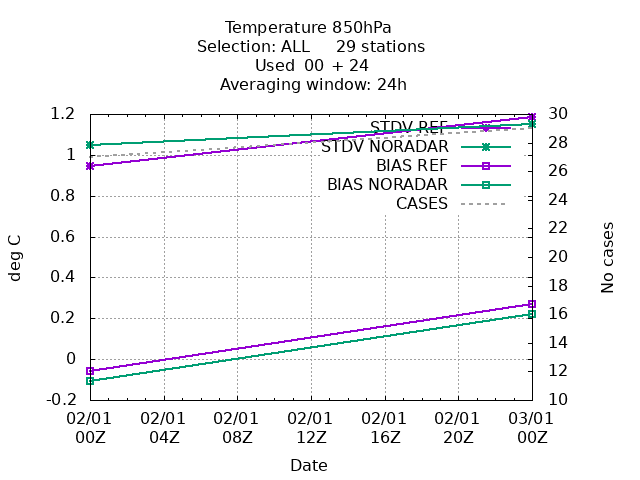 Temperature 850hPa
Selection: ALL 29 stations
Used 00 + 24
Averaging window: 24h
1.2
1
0.8
0.6
0.4
0.2
0
-0.2
deg C
30
28
26
24
22
20
18
16
14
12
10
No cases
STDV REF
STDV NORADAR
BIAS REF
BIAS NORADAR
CASES
02/01 02/01 02/01 02/01 02/01 02/01 03/01
00Z 04Z 08Z 12Z 16Z 20Z 00Z
Date